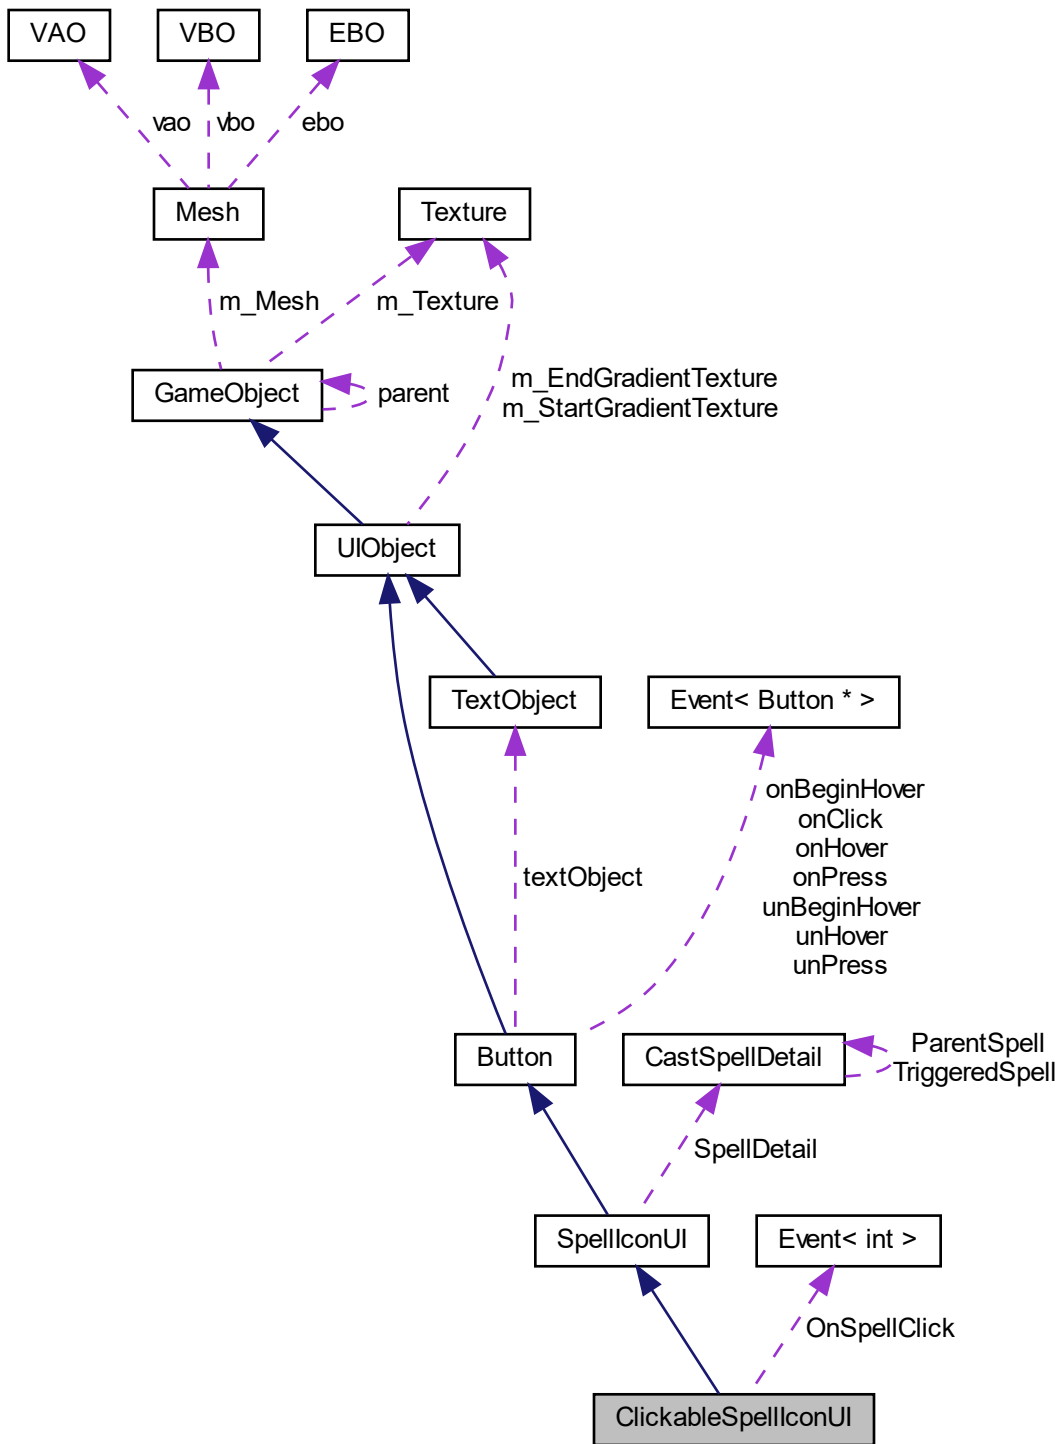 VAO
VBO
EBO
vao
vbo
ebo
Mesh
Texture
m_Mesh
m_Texture
GameObject
parent
m_EndGradientTexture
m_StartGradientTexture
UIObject
TextObject
Event< Button * >
textObject
onBeginHover
onClick
onHover
onPress
unBeginHover
unHover
unPress
Button
CastSpellDetail
ParentSpell
TriggeredSpell
SpellDetail
SpellIconUI
Event< int >
OnSpellClick
ClickableSpellIconUI